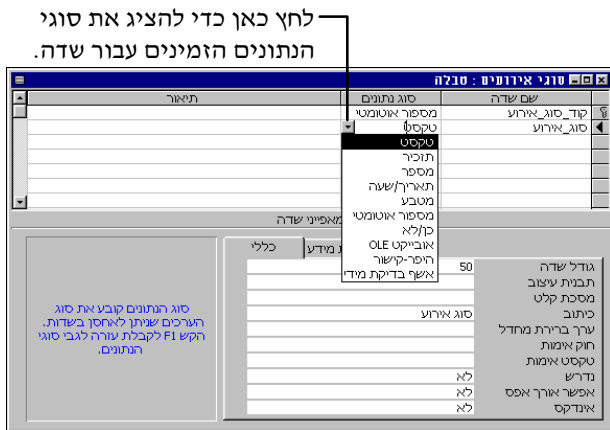 לחץ כאן כדי להציג את סוגי
הנתונים הזמינים עבור שדה.
סוגי אירועים : טבלה
שם שדה סוג נתונים תיאור
קוד_סוג_אירוע מספור אוטומטי
סוג_אירוע טקסט
טקסט
תזכיר
מספר
תאריך/שעה
מטבע
מספור אוטומטי
כן/לא
אובייקט OLE
היפר-קישור
אשף בדיקת מידי
מאפייני שדה
כללי ת מידע
גודל שדה 50
תבנית עיצוב
מסכת קלט
כיתוב סוג אירוע
ערך ברירת מחדל
חוק אימות
טקסט אימות
נדרש לא
אפשר אורך אפס לא
אינדקס לא
סוג הנתונים קובע את סוג
הערכים שניתן לאחסן בשדות.
הקש F1 לקבלת עזרה לגבי סוגי
הנתונים.